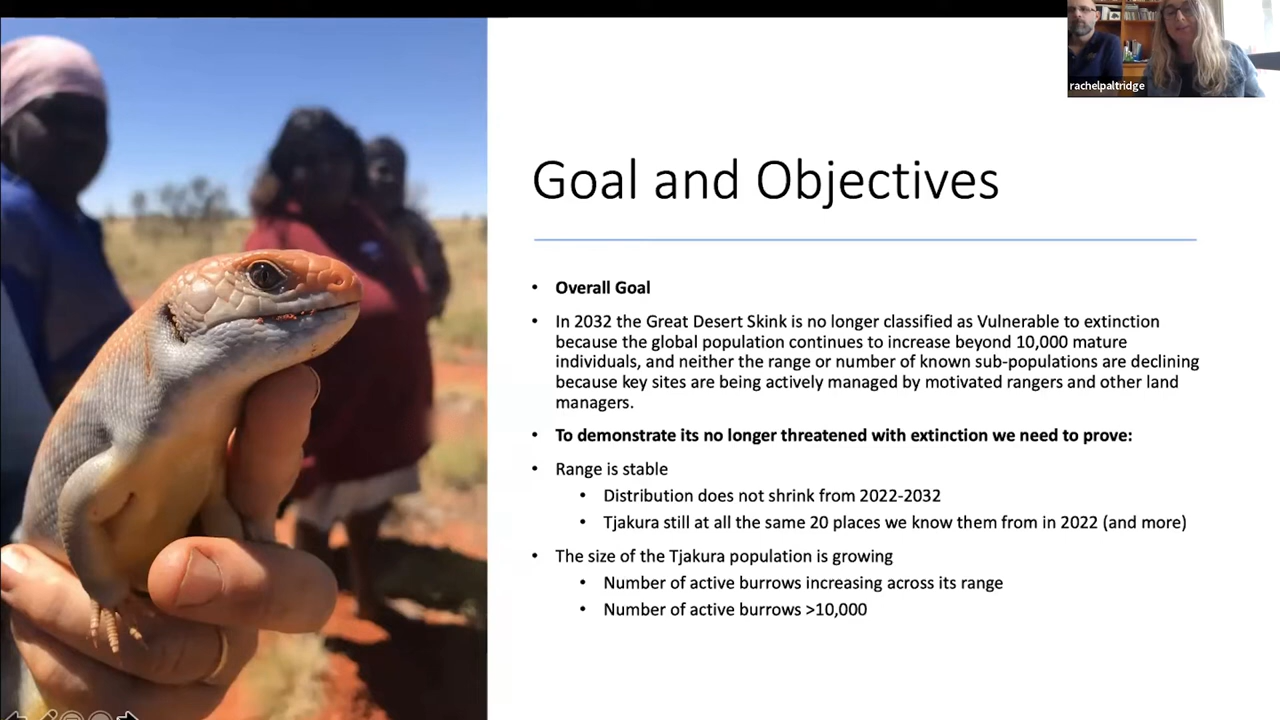 rachelpaltridge
Goal and Objectives
• Overall Goal
• In 2032 the Great Desert Skink is no longer classified as Vulnerable to extinction
because the global population continues to increase beyond 10,000 mature
individuals, and neither the range or number of known sub-populations are declining
because key sites are being actively managed by motivated rangers and other land
managers.
• To demonstrate its no longer threatened with extinction we need to prove:
• Range is stable
• Distribution does not shrink from 2022-2032
• Tjakura still at all the same 20 places we know them from in 2022 (and more)
• The size of the Tjakura population is growing
• Number of active burrows increasing across its range
• Number of active burrows >10,000